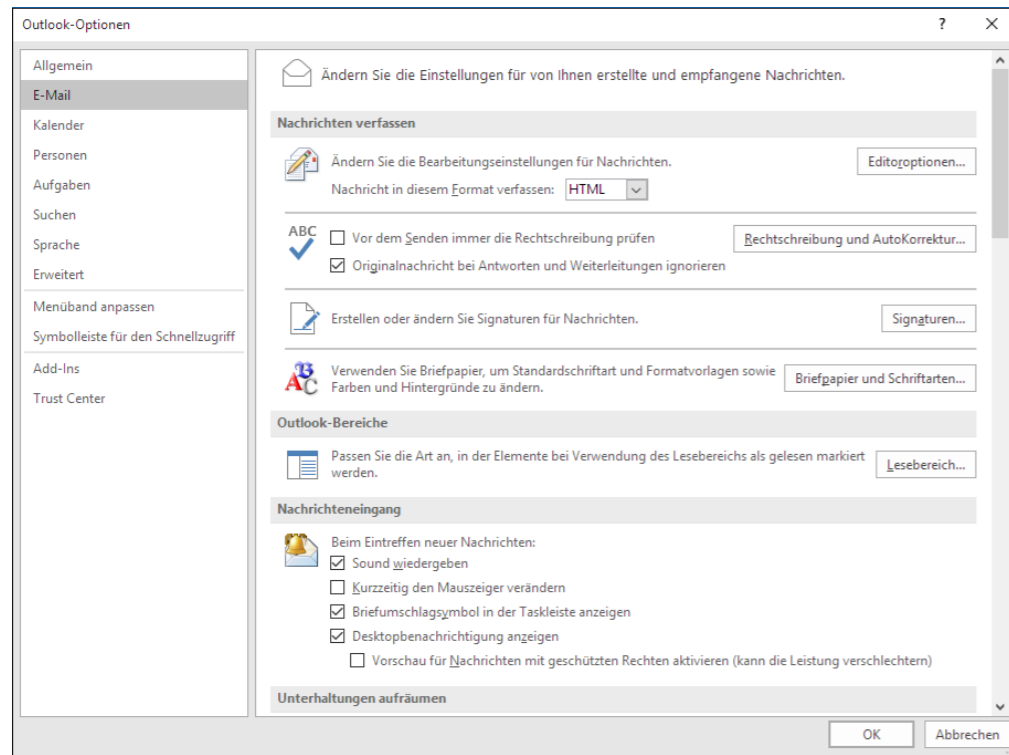 Outlook-Optionen
?
Allgemein
E-Mail
Kalender
Personen
Aufgaben
Suchen
Sprache
Erweitert
Menüband anpassen
Symbolleiste für den Schnellzugriff
Add-Ins
Trust Center
Ändern Sie die Einstellungen für von Ihnen erstellte und empfangene Nachrichten.
Nachrichten verfassen
Ändern Sie die Bearbeitungseinstellungen für Nachrichten.
Editoroptionen...
Nachricht in diesem Format verfassen: HTML
ABC
Vor dem Senden immer die Rechtschreibung prüfen
Rechtschreibung und AutoKorrektur...
Originalnachricht bei Antworten und Weiterleitungen ignorieren
Erstellen oder ändern Sie Signaturen für Nachrichten.
Signaturen...
Verwenden Sie Briefpapier, um Standardschriftart und Formatvorlagen sowie
Farben und Hintergründe zu ändern.
Briefpapier und Schriftarten...
Outlook-Bereiche
Passen Sie die Art an, in der Elemente bei Verwendung des Lesebereichs als gelesen markiert
werden.
Lesebereich...
Nachrichteneingang
Beim Eintreffen neuer Nachrichten:
Sound wiedergeben
Kurzzeitig den Mauszeiger verändern
Briefumschlagsymbol in der Taskleiste anzeigen
Desktopbenachrichtigung anzeigen
Vorschau für Nachrichten mit geschützten Rechten aktivieren (kann die Leistung verschlechtern)
Unterhaltungen aufräumen
OK
Abbrechen